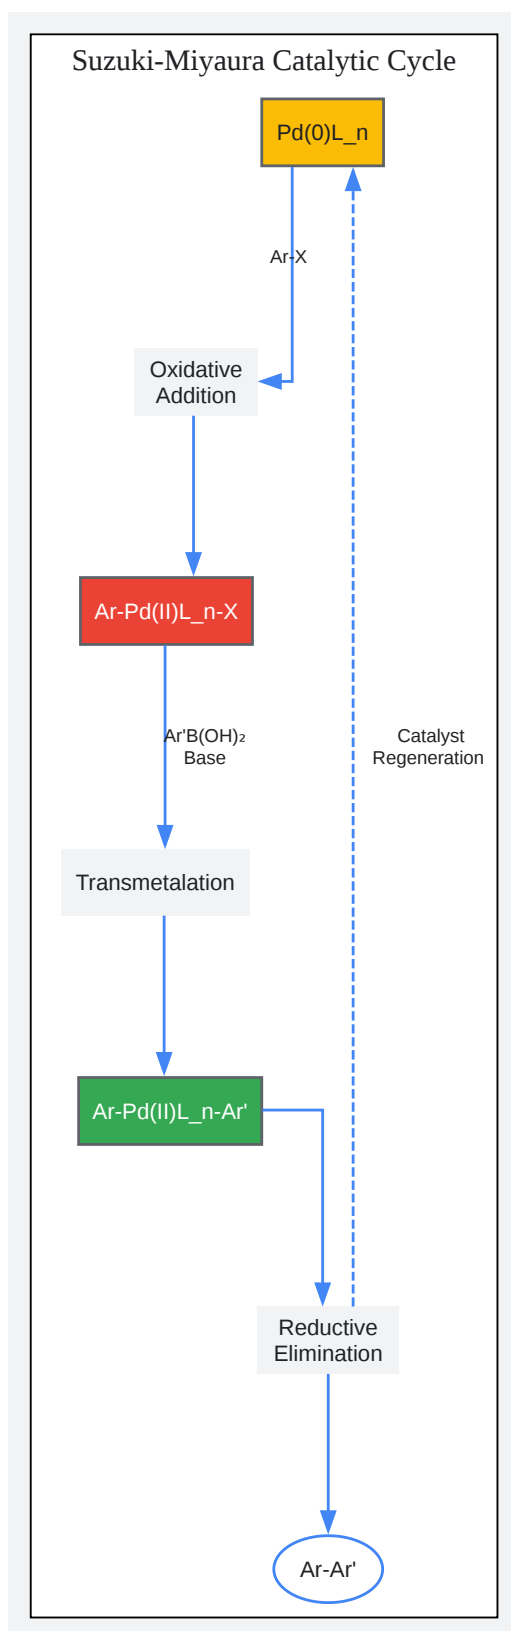 Suzuki-Miyaura Catalytic Cycle
Pd(0)L_n
Ar-X
Oxidative
Addition
Ar-Pd(II)L_n-X
Ar'B(OH)₂
Base
Catalyst
Regeneration
Transmetalation
Ar-Pd(II)L_n-Ar'
Reductive
Elimination
Ar-Ar'